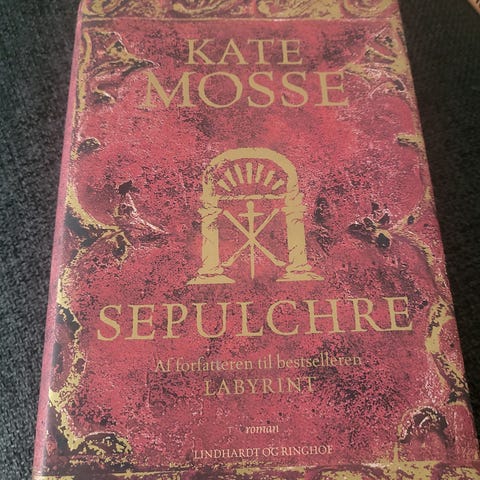 KATE
MOSSE
SEPULCHRE
Af forfatteren til bestselleren
LABYRINT
roman
LINDHARDT OG RINGHOF